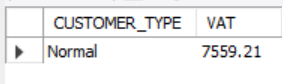 CUSTOMER_TYPE VAT
Normal 7559.21